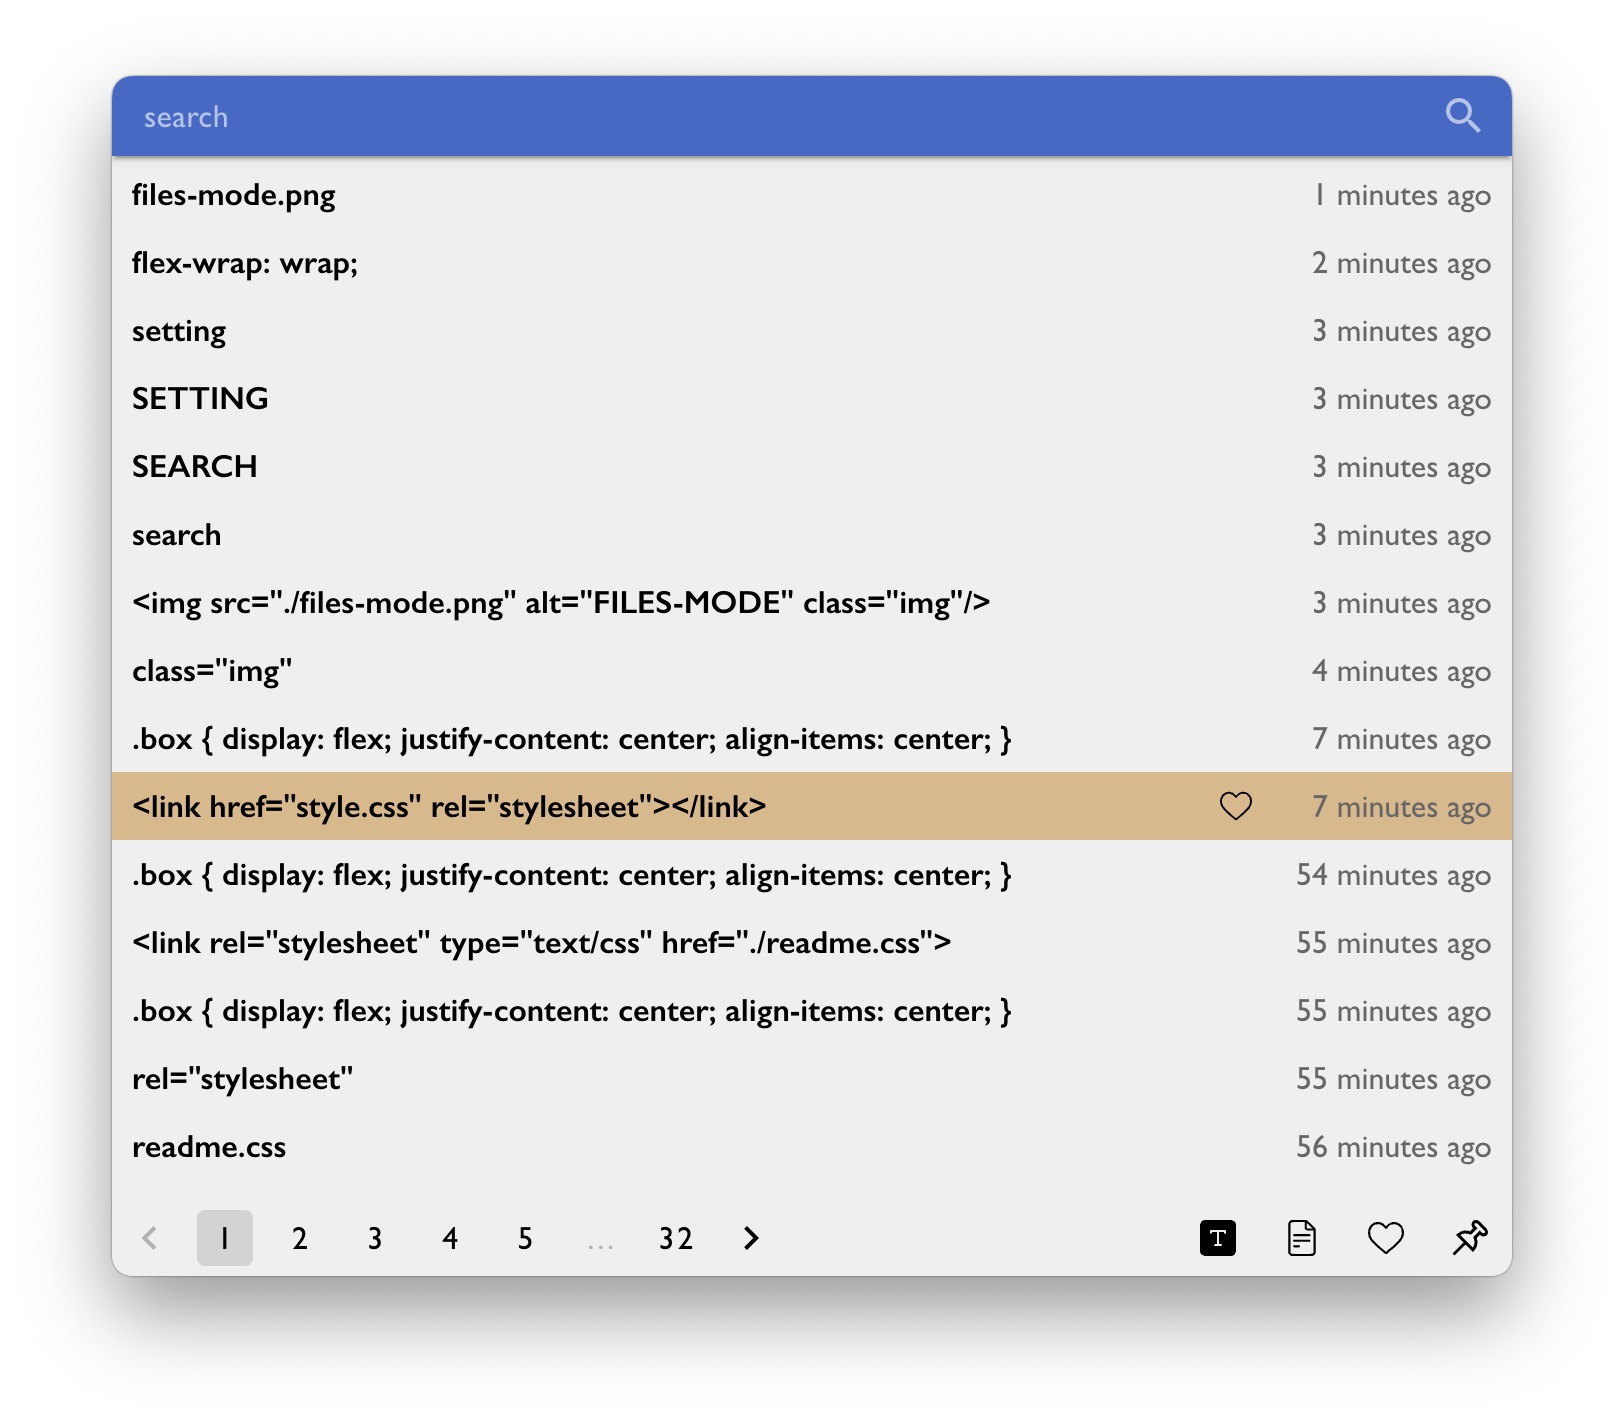 search
files-mode.png 1 minutes ago
flex-wrap: wrap; 2 minutes ago
setting 3 minutes ago
SETTING 3 minutes ago
SEARCH 3 minutes ago
search 3 minutes ago
<img src="./files-mode.png" alt="FILES-MODE" class="img"/> 3 minutes ago
class="img" 4 minutes ago
.box { display: flex; justify-content: center; align-items: center; } 7 minutes ago
<link href="style.css" rel="stylesheet"></link> 7 minutes ago
.box { display: flex; justify-content: center; align-items: center; } 54 minutes ago
<link rel="stylesheet" type="text/css" href="./readme.css"> 55 minutes ago
.box { display: flex; justify-content: center; align-items: center; } 55 minutes ago
rel="stylesheet" 55 minutes ago
readme.css 56 minutes ago
1 2 3 4 5 ... 32 T